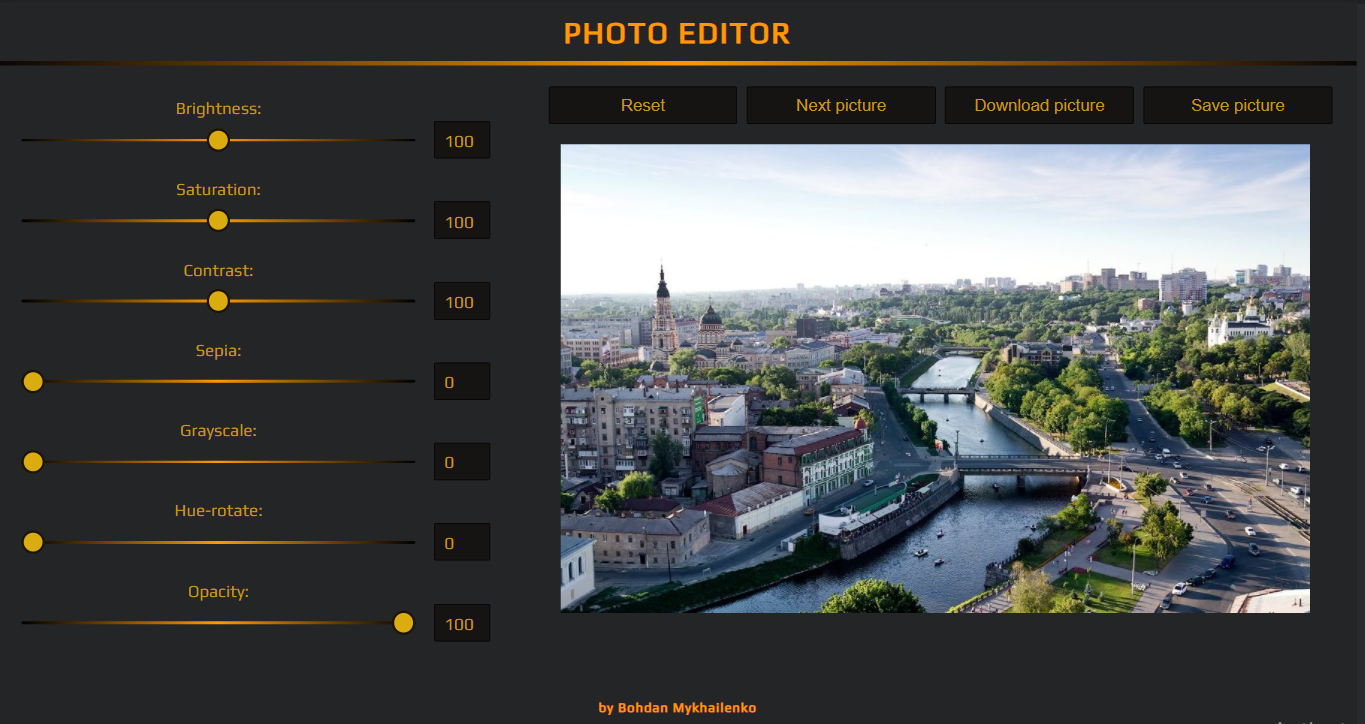 PHOTO EDITOR
Brightness:
100
Saturation:
100
Contrast:
100
Sepia:
0
Grayscale:
0
Hue-rotate:
0
Opacity:
100
Reset
Next picture
Download picture
Save picture
by Bohdan Mykhailenko